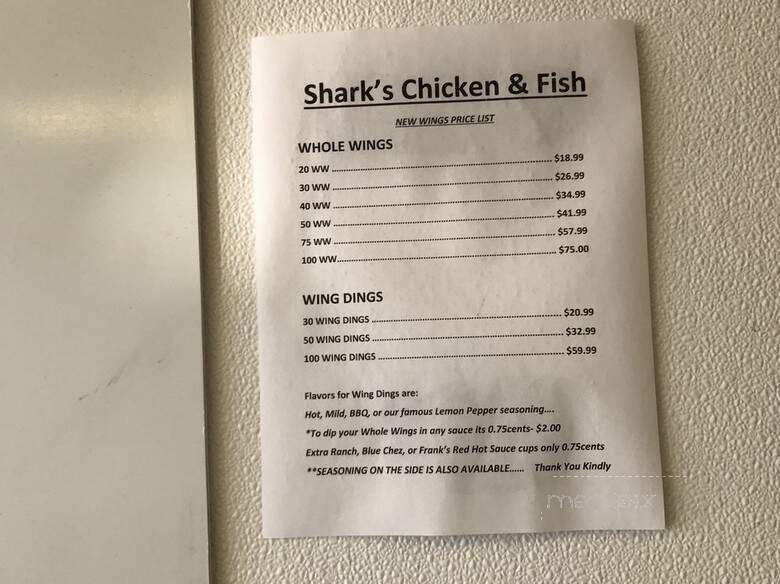 Shark's Chicken & Fish
NEW WINGS PRICE LIST
WHOLE WINGS
20 WW ........................................................ $18.99
30 WW ........................................................ $26.99
40 WW ........................................................ $34.99
50 WW ........................................................ $41.99
75 WW ........................................................ $57.99
100 WW........................................................ $75.00
WING DINGS
30 WING DINGS ................................................ $20.99
50 WING DINGS ................................................ $32.99
100 WING DINGS ............................................... $59.99
Flavors for Wing Dings are:
Hot, Mild, BBQ, or our famous Lemon Pepper seasoning....
*To dip your Whole Wings in any sauce its 0.75cents- $2.00
Extra Ranch, Blue Chez, or Frank's Red Hot Sauce cups only 0.75cents
**SEASONING ON THE SIDE IS ALSO AVAILABLE...... Thank You Kindly